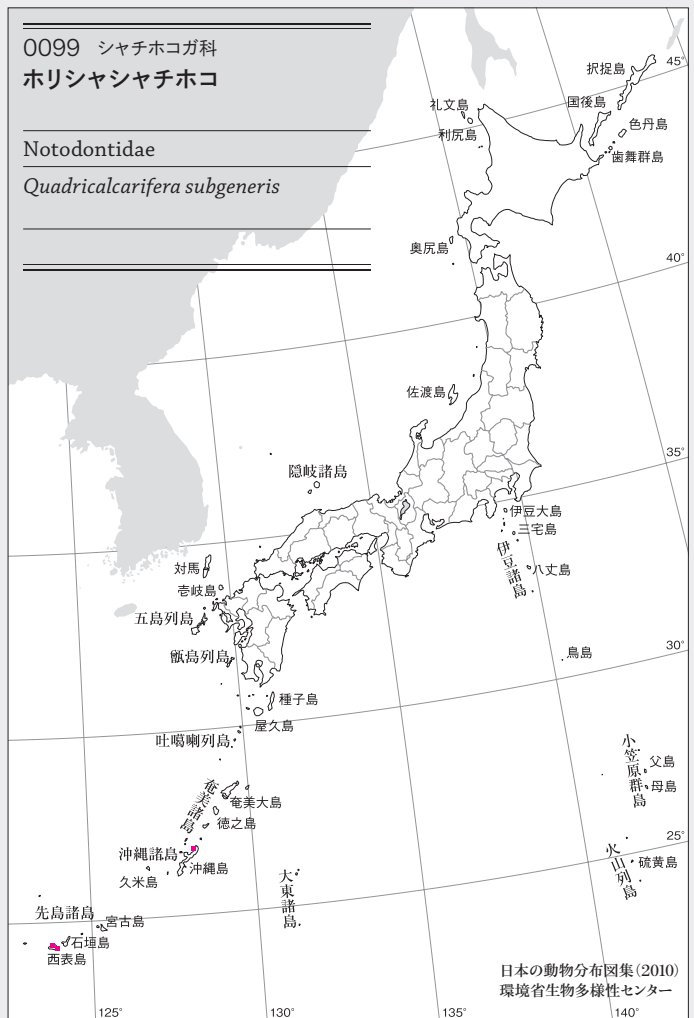 0099 シャチホコガ科
ホリシャシャチホコ
Notodontidae
Quadricalcarifera subgeneris
択捉島
45°
礼文島
国後島
色丹島
利尻島
歯舞群島
奥尻島
40°
佐渡島
35°
隠岐諸島
伊豆大島
三宅島
伊豆諸島
八丈島
対馬
壱岐島
五島列島
甑島列島
鳥島
30°
種子島
屋久島
吐噶喇列島
小笠原群島
父島
母島
奄美諸島
奄美大島
徳之島
25°
沖縄諸島
沖縄島
久米島
火山列島
硫黄島
大東諸島
先島諸島
宮古島
石垣島
西表島
日本の動物分布図集(2010)
環境省生物多様性センター
125°
130°
135°
140°